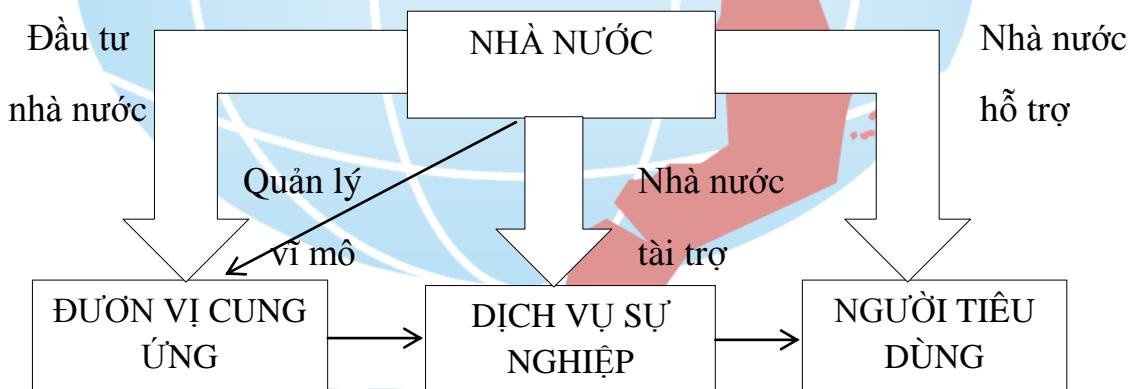 Đầu tư
nhà nước
NHÀ NƯỚC
Nhà nước
hỗ trợ
Quản lý
vĩ mô
Nhà nước
tài trợ
ĐƯƠN VỊ CUNG
ỨNG
DỊCH VỤ SỰ
NGHIỆP
NGƯỜI TIÊU
DÙNG